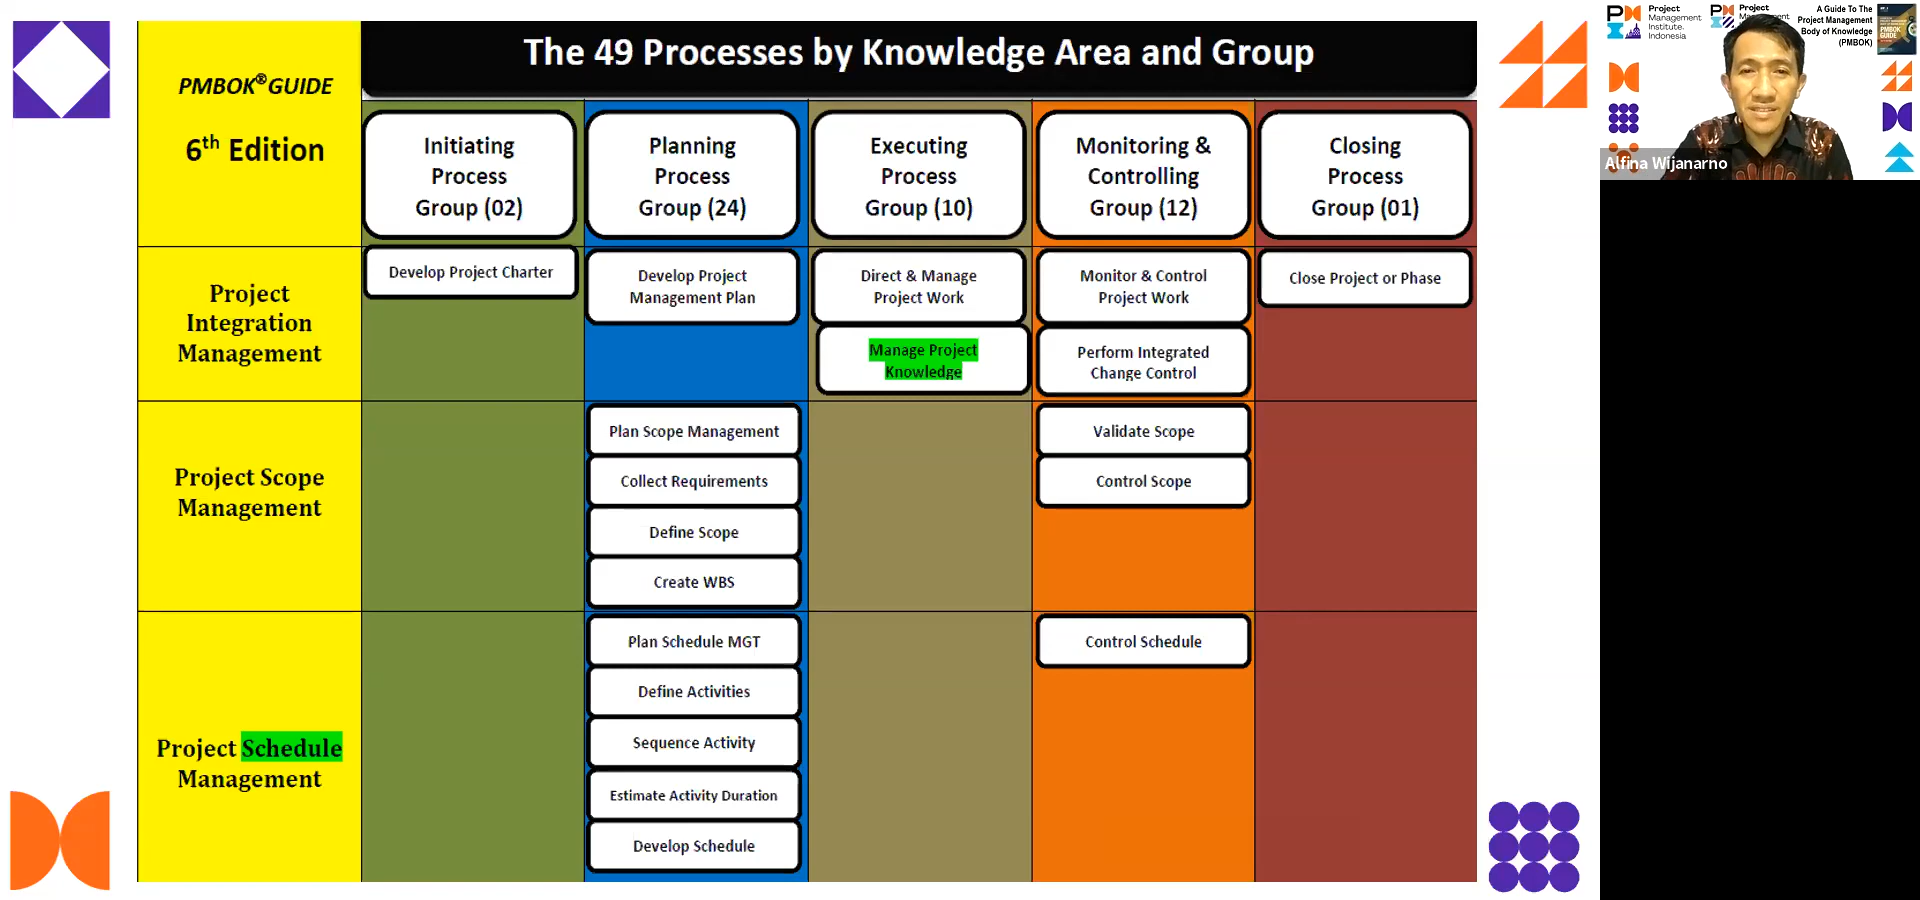 The 49 Processes by Knowledge Area and Group
PMBOK®GUIDE
6th Edition
Initiating
Process
Group (02)
Planning
Process
Group (24)
Executing
Process
Group (10)
Monitoring &
Controlling
Group (12)
Closing
Process
Group (01)
Project
Integration
Management
Develop Project Charter
Develop Project
Management Plan
Direct & Manage
Project Work
Manage Project
Knowledge
Monitor & Control
Project Work
Perform Integrated
Change Control
Close Project or Phase
Project Scope
Management
Plan Scope Management
Collect Requirements
Define Scope
Create WBS
Validate Scope
Control Scope
Project Schedule
Management
Plan Schedule MGT
Define Activities
Sequence Activity
Estimate Activity Duration
Develop Schedule
Control Schedule
Project
Management
Institute.
Indonesia
Project
A Guide To The
Project Management
Body of Knowledge
(PMBOK)
PMBOK
GUIDE
Alfina Wijanarno